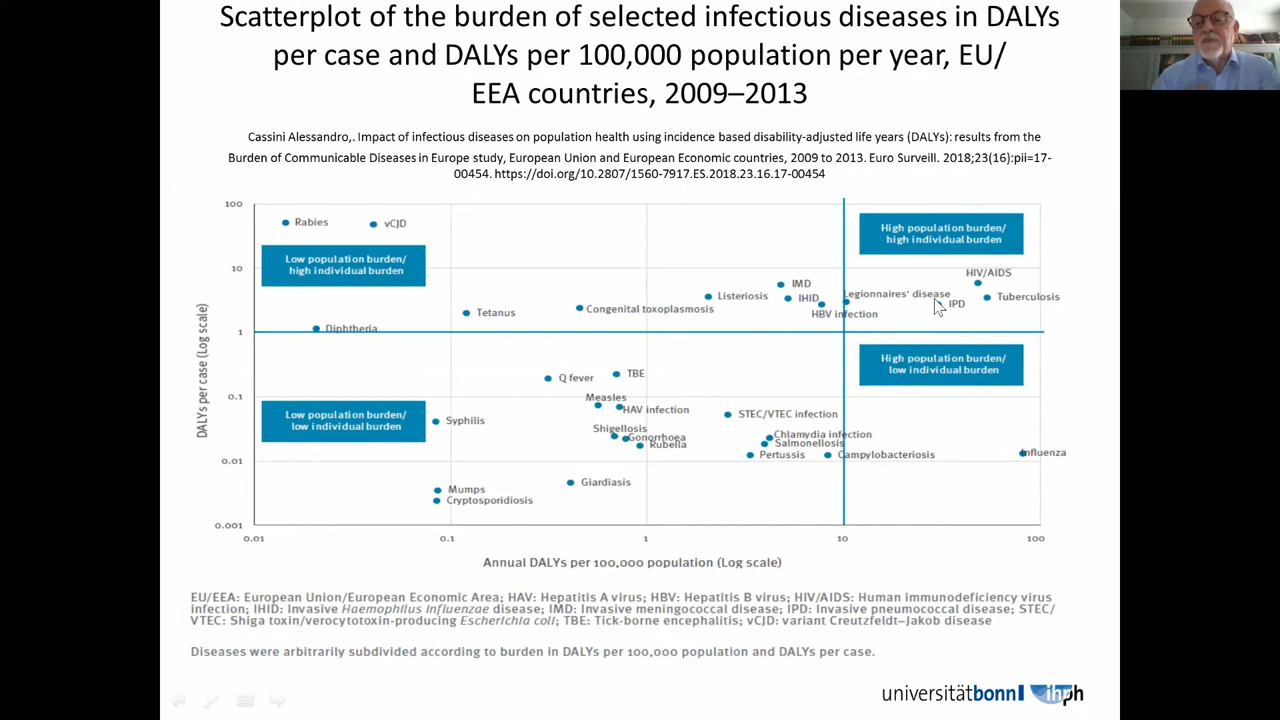 Scatterplot of the burden of selected infectious diseases in DALYs
per case and DALYs per 100,000 population per year, EU/
EEA countries, 2009–2013
Cassini Alessandro,. Impact of infectious diseases on population health using incidence based disability-adjusted life years (DALYs): results from the
Burden of Communicable Diseases in Europe study, European Union and European Economic countries, 2009 to 2013. Euro Surveill. 2018;23(16):pii=17-
00454. https://doi.org/10.2807/1560-7917.ES.2018.23.16.17-00454
DALYs per case (Log scale)
100
10
1
0.1
0.01
0.001
Rabies
vCJD
Low population burden/
high individual burden
High population burden/
high individual burden
HIV/AIDS
IMD
Listeriosis
IHID
Legionnaires' disease
Tuberculosis
IPD
Tetanus
Congenital toxoplasmosis
HBV infection
Diphtheria
High population burden/
low individual burden
Q fever
TBE
Measles
HAV infection
Low population burden/
low individual burden
Syphilis
STEC/VTEC infection
Shigellosis
Gonorrhoea
Rubella
Chlamydia infection
Salmonellosis
Pertussis
Campylobacteriosis
Influenza
Giardiasis
Mumps
Cryptosporidiosis
0.01
0.1
1
10
100
Annual DALYs per 100,000 population (Log scale)
EU/EEA: European Union/European Economic Area; HAV: Hepatitis A virus; HBV: Hepatitis B virus; HIV/AIDS: Human immunodeficiency virus
infection; IHID: Invasive Haemophilus influenzae disease; IMD: Invasive meningococcal disease; IPD: Invasive pneumococcal disease; STEC/
VTEC: Shiga toxin/verocytotoxin-producing Escherichia coli; TBE: Tick-borne encephalitis; vCJD: variant Creutzfeldt–Jakob disease
Diseases were arbitrarily subdivided according to burden in DALYs per 100,000 population and DALYs per case.
universitätbonn ihph